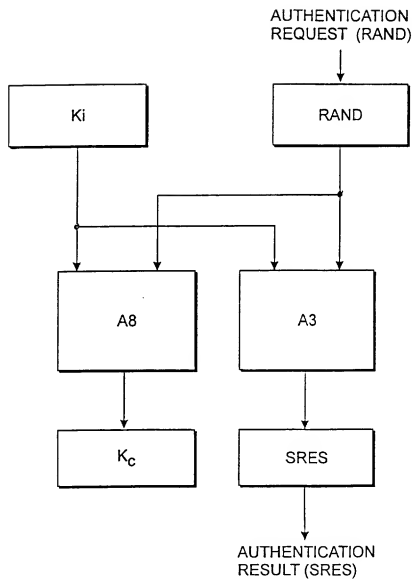 AUTHENTICATION
REQUEST (RAND)
Ki
RAND
A8
A3
Kc
SRES
AUTHENTICATION
RESULT (SRES)